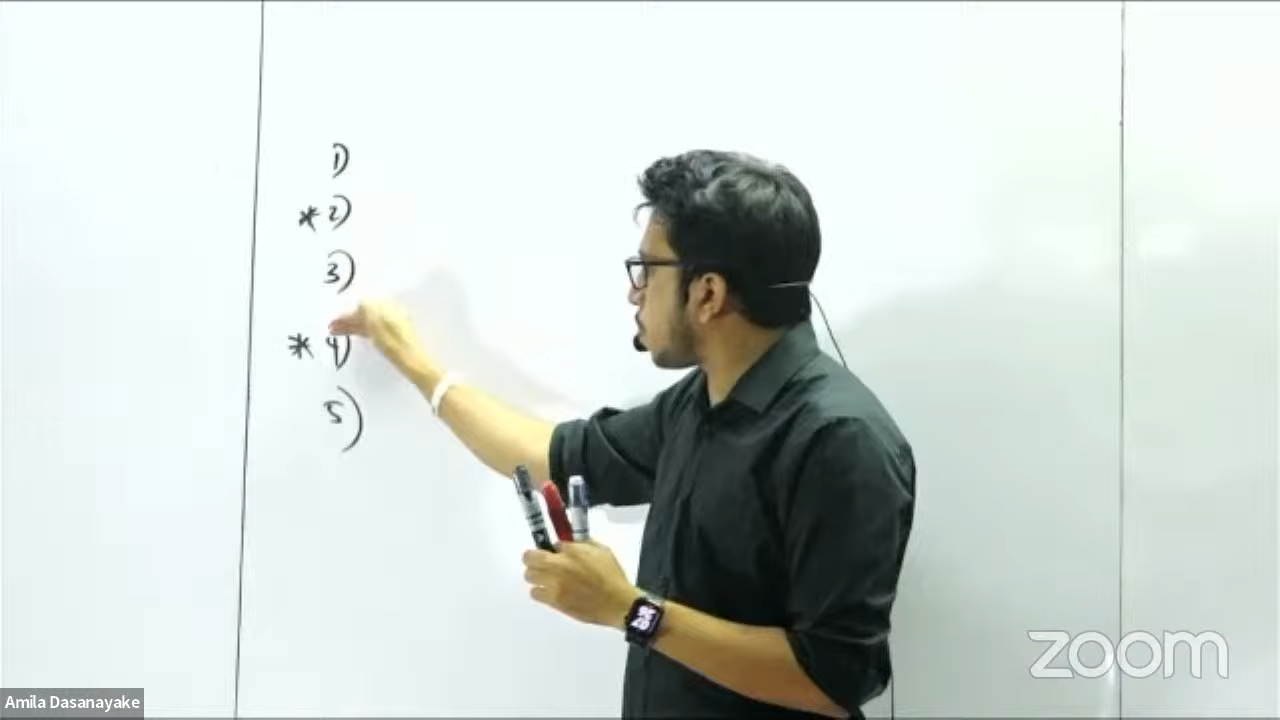 1)
* 2)
3)
* 4)
5)
zoom
Amila Dasanayake